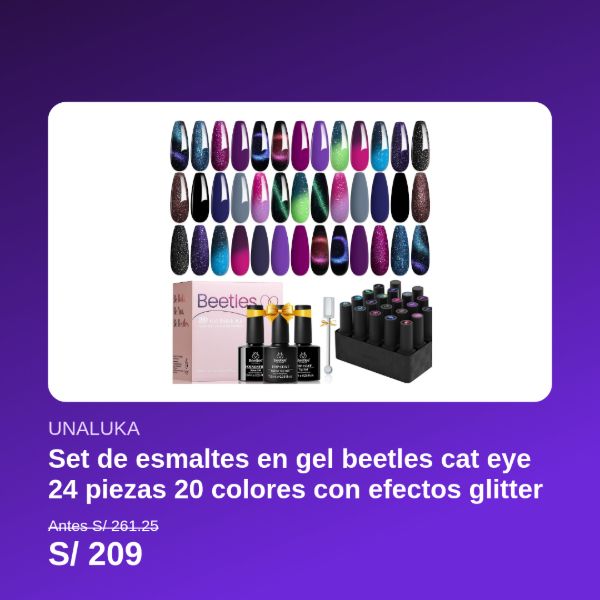 Beetles
UNALUKA
Set de esmaltes en gel beetles cat eye
24 piezas 20 colores con efectos glitter
Antes S/ 261.25
S/ 209